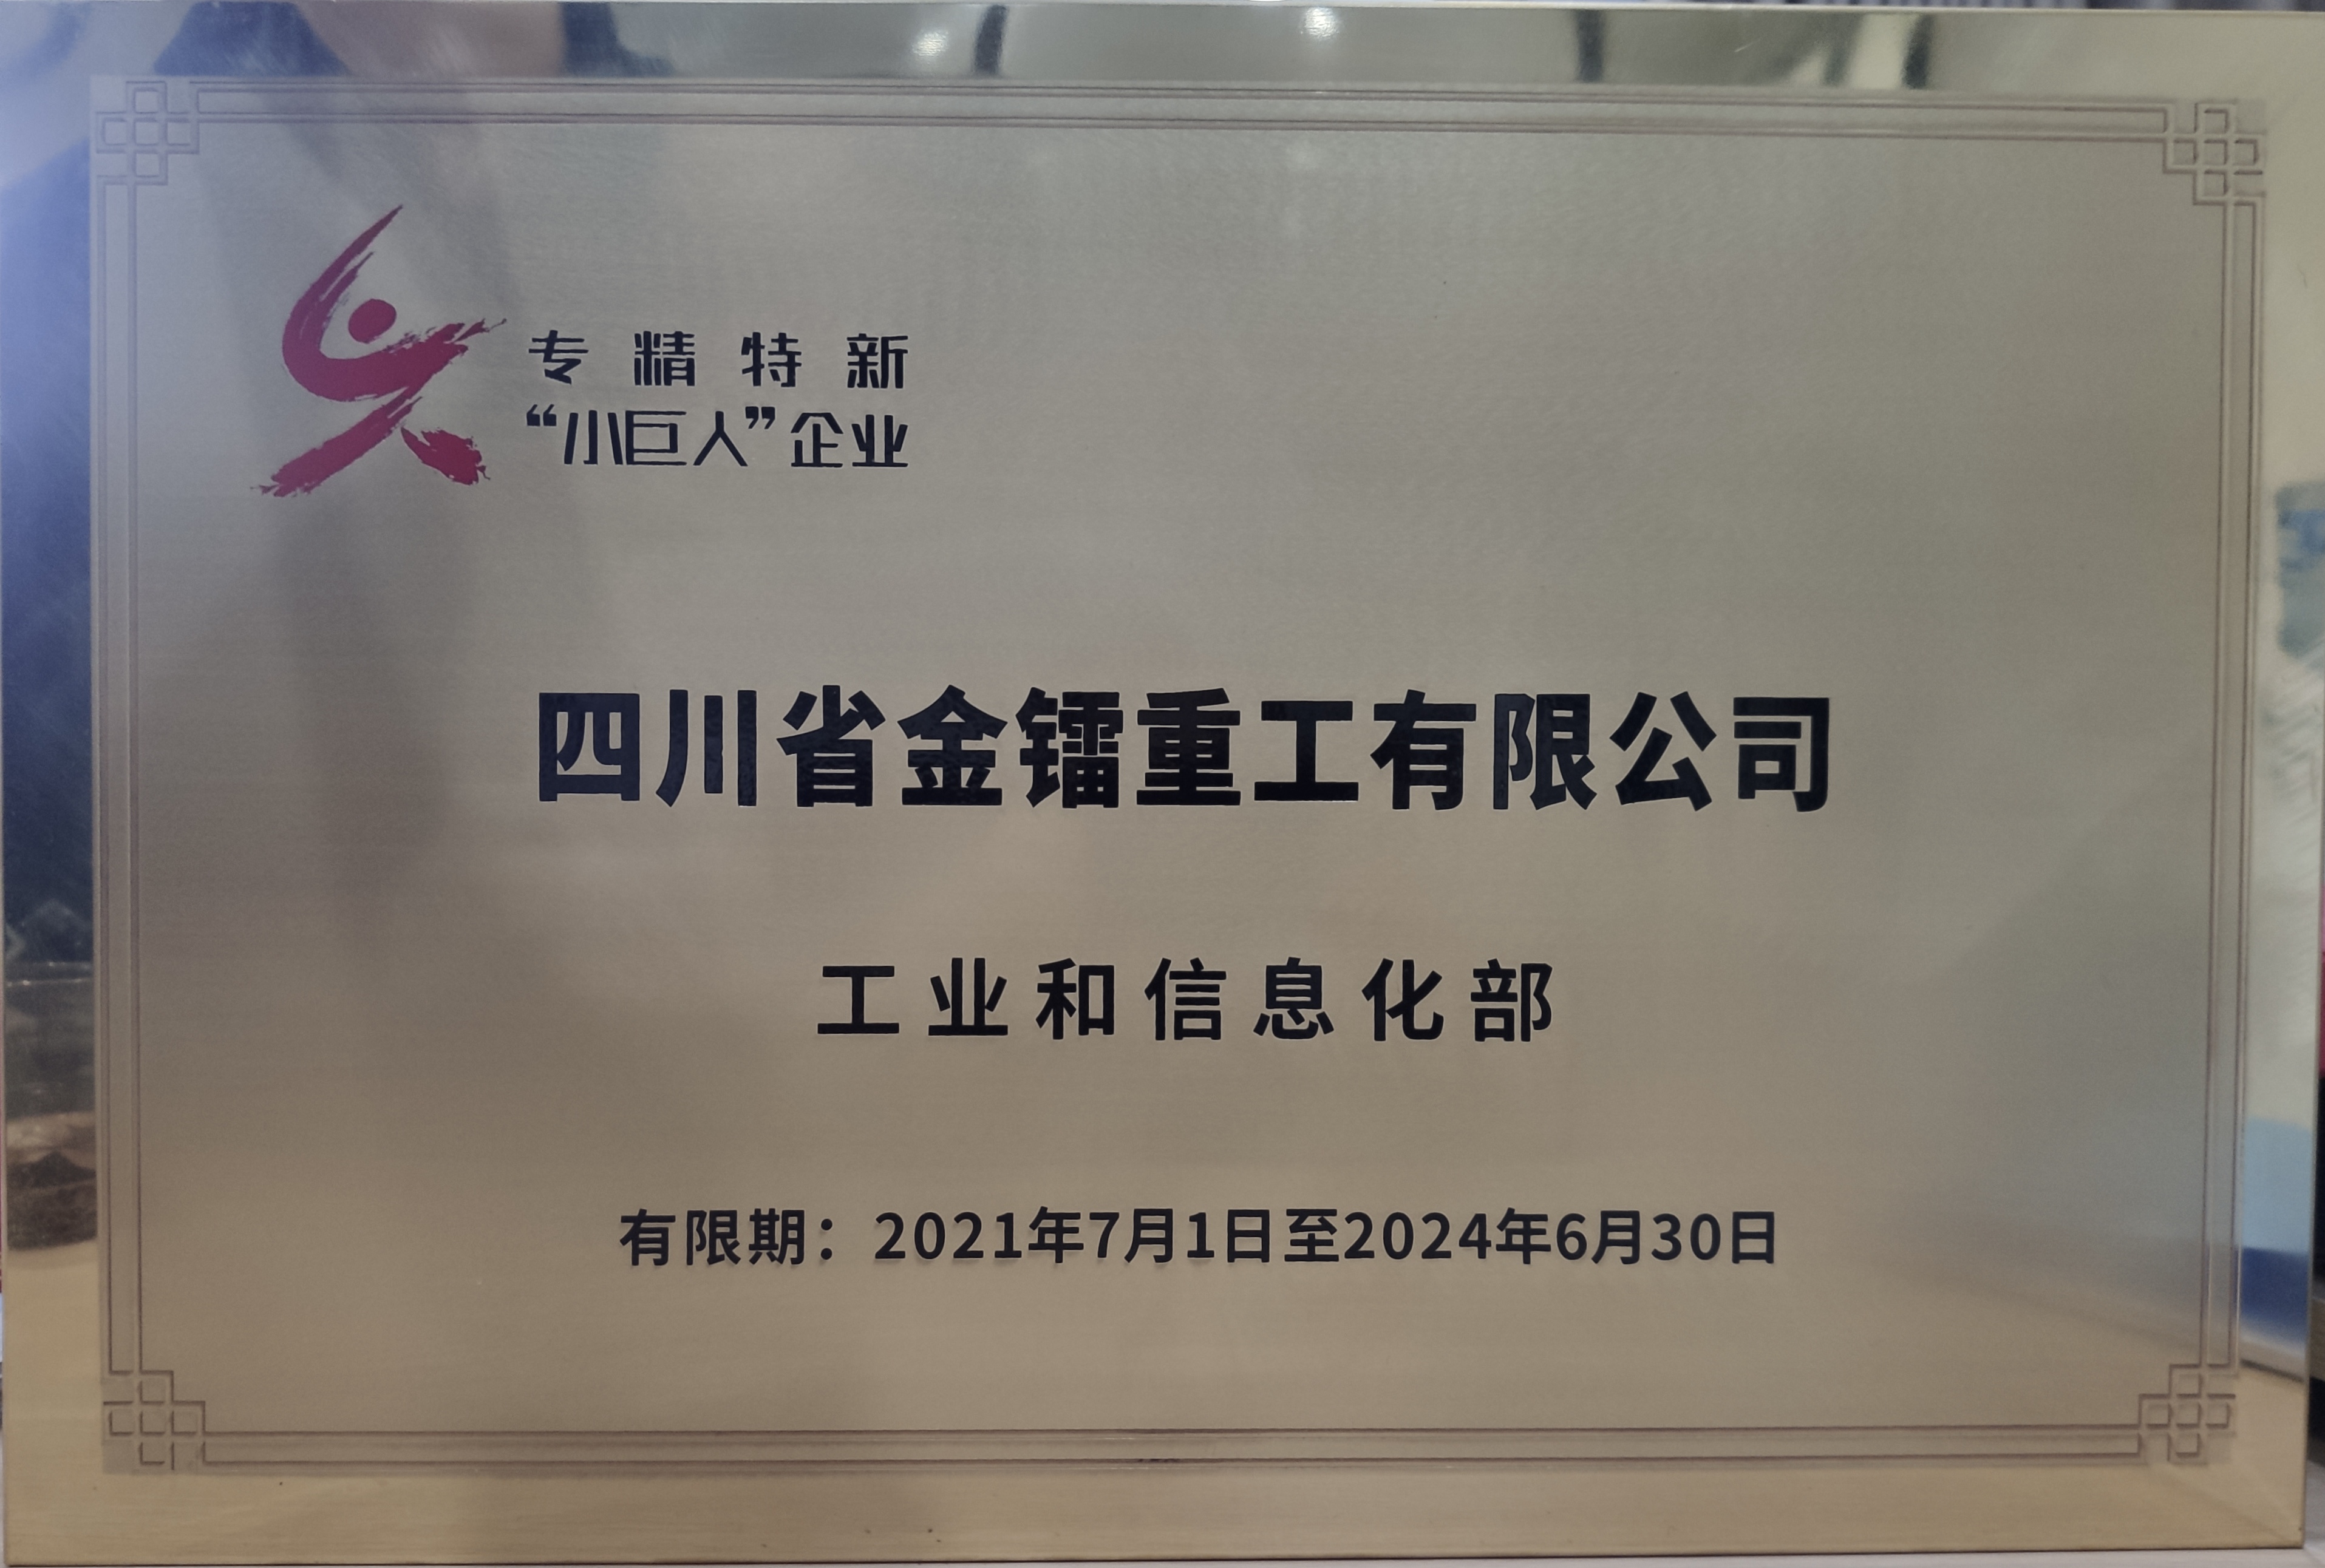 专精特新
“小巨人”企业
四川省金镭重工有限公司
工业和信息化部
有限期：2021年7月1日至2024年6月30日